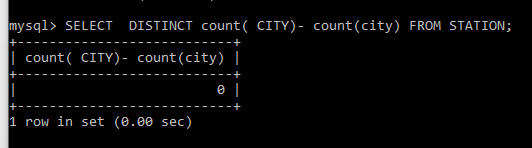 mysql> SELECT  DISTINCT count( CITY)- count(city) FROM STATION;
+-------------------------+
| count( CITY)- count(city) |
+-------------------------+
|                       0 |
+-------------------------+
1 row in set (0.00 sec)